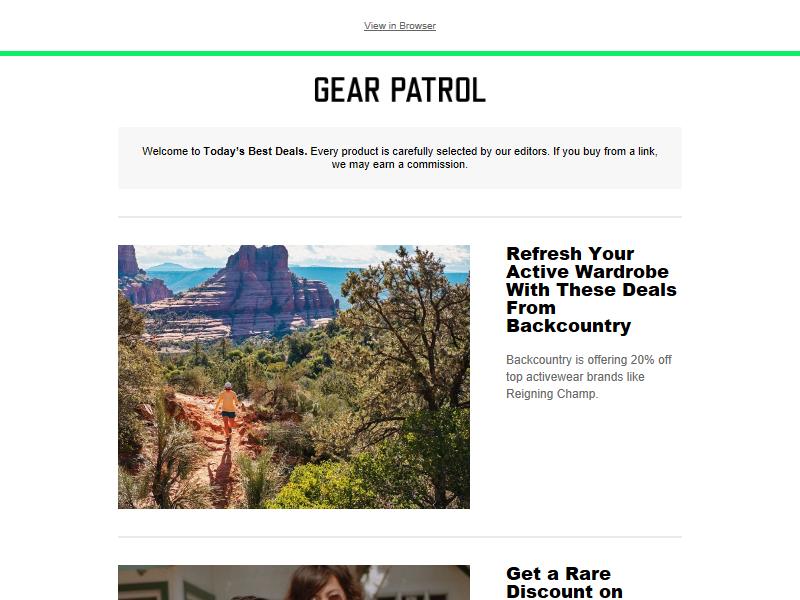 View in Browser
GEAR PATROL
Welcome to Today's Best Deals. Every product is carefully selected by our editors. If you buy from a link,
we may earn a commission.
Refresh Your
Active Wardrobe
With These Deals
From
Backcountry
Backcountry is offering 20% off
top activewear brands like
Reigning Champ.
Get a Rare
Discount on